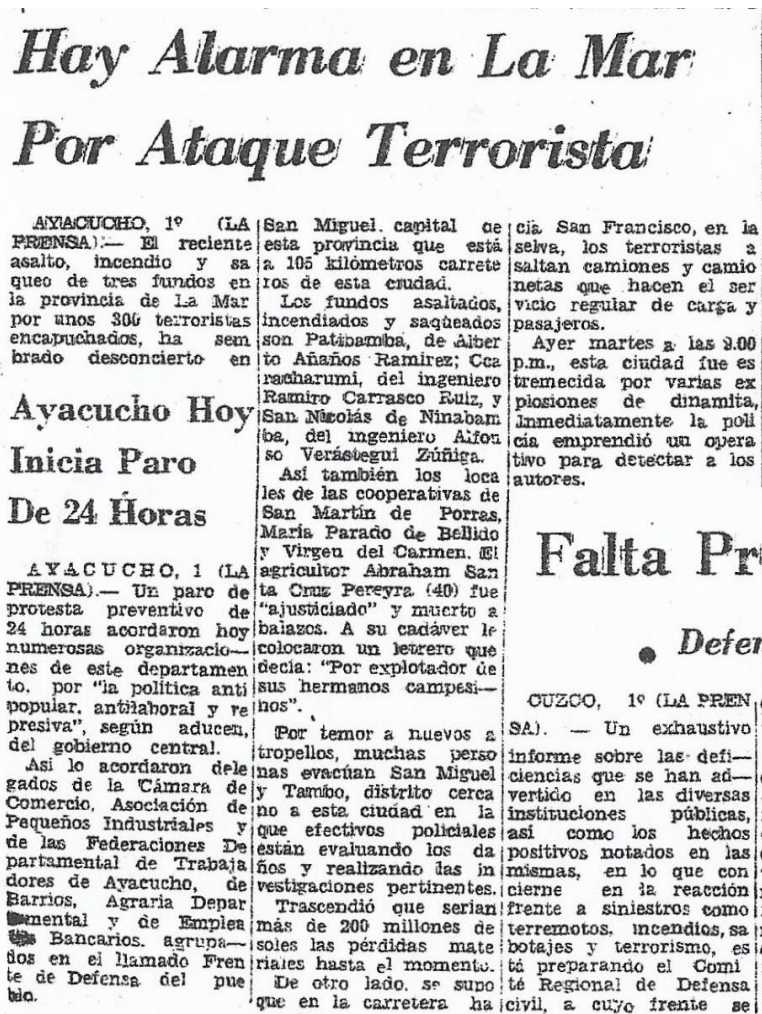 Hay Alarma en La Mar
Por Ataque Terrorista
AYACUCHO, 1º (LA
PRENSA).— El reciente
asalto, incendio y sa
queo de tres fundos en
la provincia de La Mar
por unos 300 terroristas
encapuchados, ha sem
brado desconcierto en
San Miguel. capital de
esta provincia que está
a 105 kilómetros carrete
ros de esta ciudad.
Los fundos asaltados,
incendiados y saqueados
son Patibamba, de Alber
to Añaños Ramirez; Cca
racharumi, del ingeniero
Ramiro Carrasco Ruiz, y
San Nicolás de Ninabam
ba, del ingeniero Alfon
so Verástegui Zúñiga.
Así también los loca
les de las cooperativas de
San Martín de Porras,
María Parado de Bellido
y Virgen del Carmen. El
agricultor Abraham San
ta Cruz Pereyra (40) fue
"ajusticiado" y muerto a
balazos. A su cadáver le
colocaron un letrero que
decía: "Por explotador de
sus hermanos campesi—
nos".
Por temor a nuevos a
tropellos, muchas perso
nas evacúan San Miguel
y Tambo, distrito cerca
no a esta ciudad en la
que efectivos policiales
están evaluando los da
ños y realizando las in
vestigaciones pertinentes.
Trascendió que serían
más de 200 millones de
soles las pérdidas mate
riales hasta el momento.
De otro lado, se supo
que en la carretera ha
cia San Francisco, en la
selva, los terroristas a
saltan camiones y camio
netas que hacen el ser
vicio regular de carga y
pasajeros.
Ayer martes a las 9.00
p.m., esta ciudad fue es
tremecida por varias ex
plosiones de dinamita,
inmediatamente la poli
cía emprendió un opera
tivo para detectar a los
autores.
Ayacucho Hoy
Inicia Paro
De 24 Horas
AYACUCHO, 1 (LA
PRENSA).— Un paro de
protesta preventivo de
24 horas acordaron hoy
numerosas organizacio—
nes de este departamen
to, por "la política anti
popular, antilaboral y re
presiva", según aducen,
del gobierno central.
Así lo acordaron dele
gados de la Cámara de
Comercio, Asociación de
Pequeños Industriales y
de las Federaciones De
partamental de Trabaja
dores de Ayacucho, de
Barrios, Agraria Depar
mental y de Emplea
Bancarios, agrupa—
dos en el llamado Fren
te de Defensa del pue
blo.
Falta Pr
Defen
CUZCO, 1º (LA PREN
SA). — Un exhaustivo
informe sobre las defi—
ciencias que se han ad—
vertido en las diversas
instituciones públicas,
así como los hechos
positivos notados en las
mismas, en lo que con
cierne en la reacción
frente a siniestros como
terremotos, incendios, sa
botajes y terrorismo, es
tá preparando el Comi
té Regional de Defensa
civil, a cuyo frente se